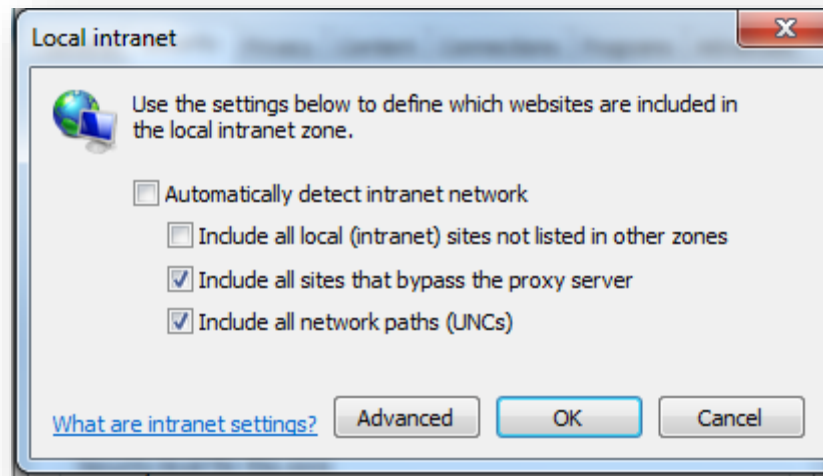 Local intranet
Use the settings below to define which websites are included in
the local intranet zone.
Automatically detect intranet network
Include all local (intranet) sites not listed in other zones
Include all sites that bypass the proxy server
Include all network paths (UNCs)
What are intranet settings?
Advanced
OK
Cancel